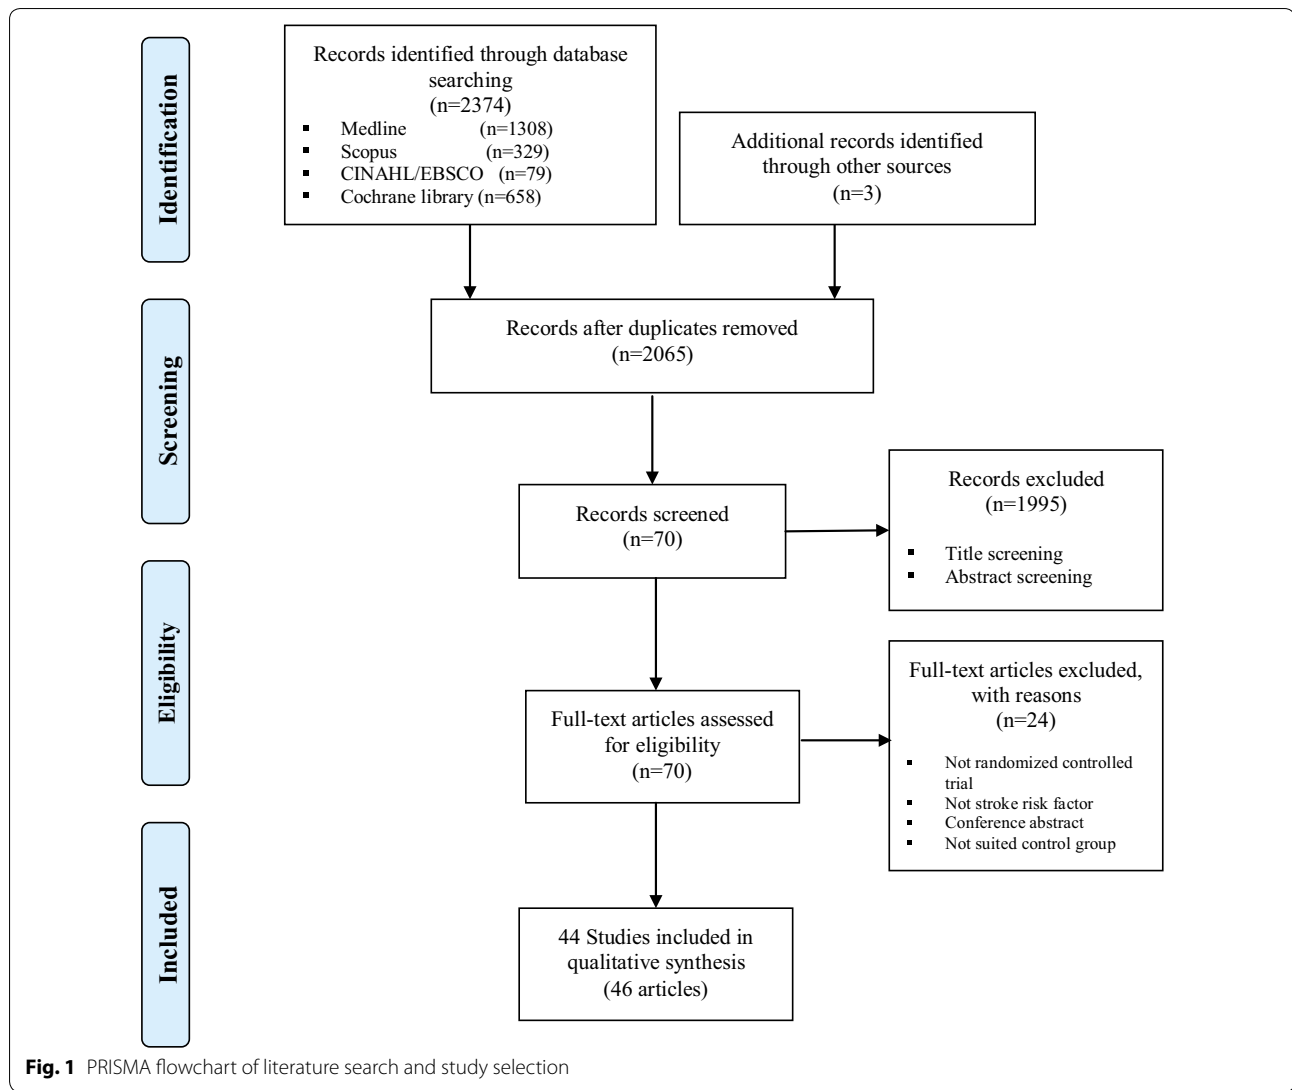 Identification
Records identified through database
searching
(n=2374)
▪ Medline (n=1308)
▪ Scopus (n=329)
▪ CINAHL/EBSCO (n=79)
▪ Cochrane library (n=658)
Additional records identified
through other sources
(n=3)
Screening
Records after duplicates removed
(n=2065)
Records screened
(n=70)
Records excluded
(n=1995)
▪ Title screening
▪ Abstract screening
Eligibility
Full-text articles assessed
for eligibility
(n=70)
Full-text articles excluded,
with reasons
(n=24)
▪ Not randomized controlled
trial
▪ Not stroke risk factor
▪ Conference abstract
▪ Not suited control group
Included
44 Studies included in
qualitative synthesis
(46 articles)
Fig. 1 PRISMA flowchart of literature search and study selection